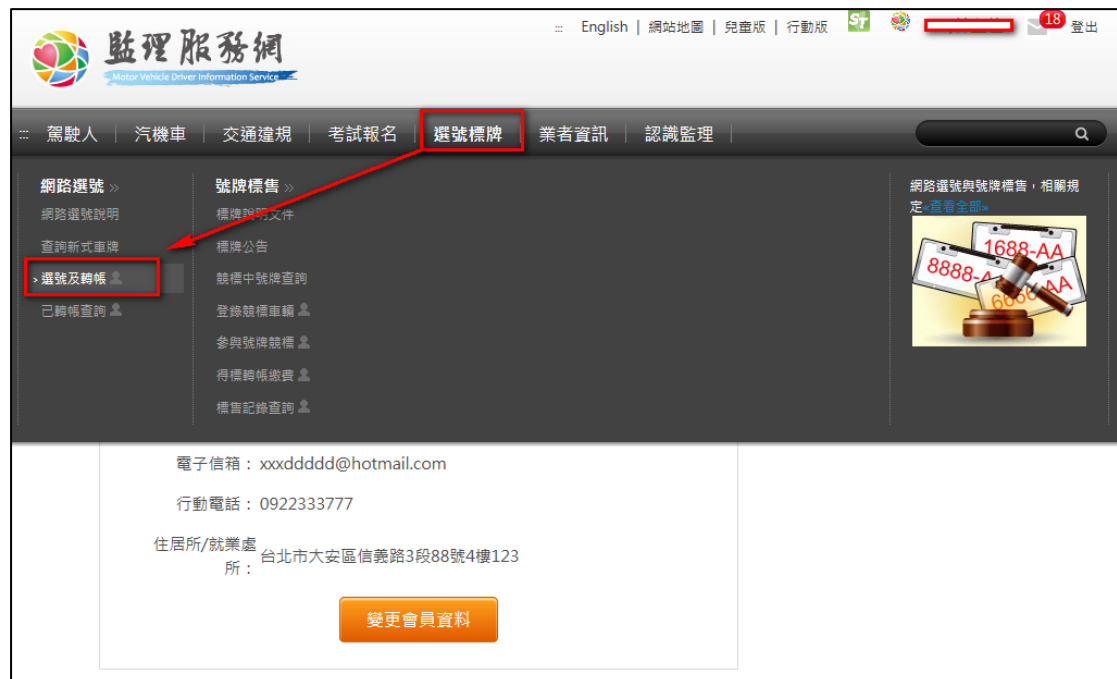 ::: English | 網站地圖 | 兒童版 | 行動版 ST 18 登出
監理服務網
Motor Vehicle Driver Information Service
::: 駕駛人 | 汽機車 | 交通違規 | 考試報名 | 選號標牌 | 業者資訊 | 認識監理 |
網路選號 »
網路選號說明
查詢新式車牌
› 選號及轉帳
已轉帳查詢
號牌標售 »
標牌說明文件
標牌公告
競標中號牌查詢
登錄競標車輛
參與號牌競標
得標轉帳繳費
標售記錄查詢
網路選號與號牌標售，相關規
定«查看全部»
1688-AA
8888-A
6666-AA
電子信箱： xxxddddd@hotmail.com
行動電話： 0922333777
住居所/就業處
所：
台北市大安區信義路3段88號4樓123
變更會員資料